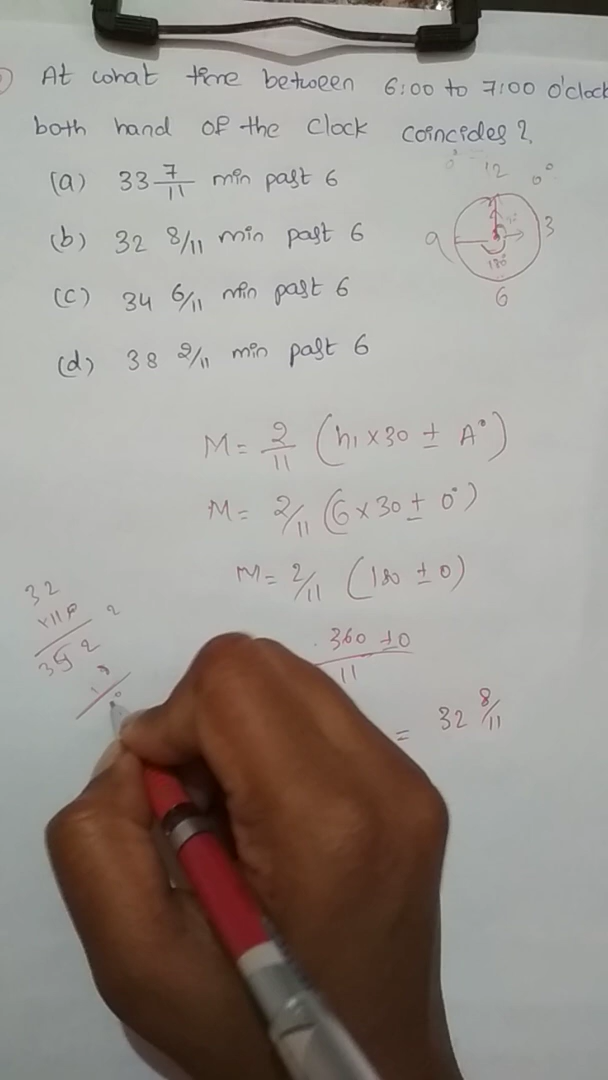 At what time between 6:00 to 7:00 o'clock
both hand of the clock coincides?
(a) 33 7/11 min past 6
(b) 32 8/11 min past 6
(c) 34 6/11 min past 6
(d) 38 2/11 min past 6
12
0°
9
3
180°
6
M = 2/11 (h1 × 30 ± A°)
M = 2/11 (6 × 30 ± 0°)
M = 2/11 (180 ± 0)
360 ± 0
11
= 32 8/11
32
352